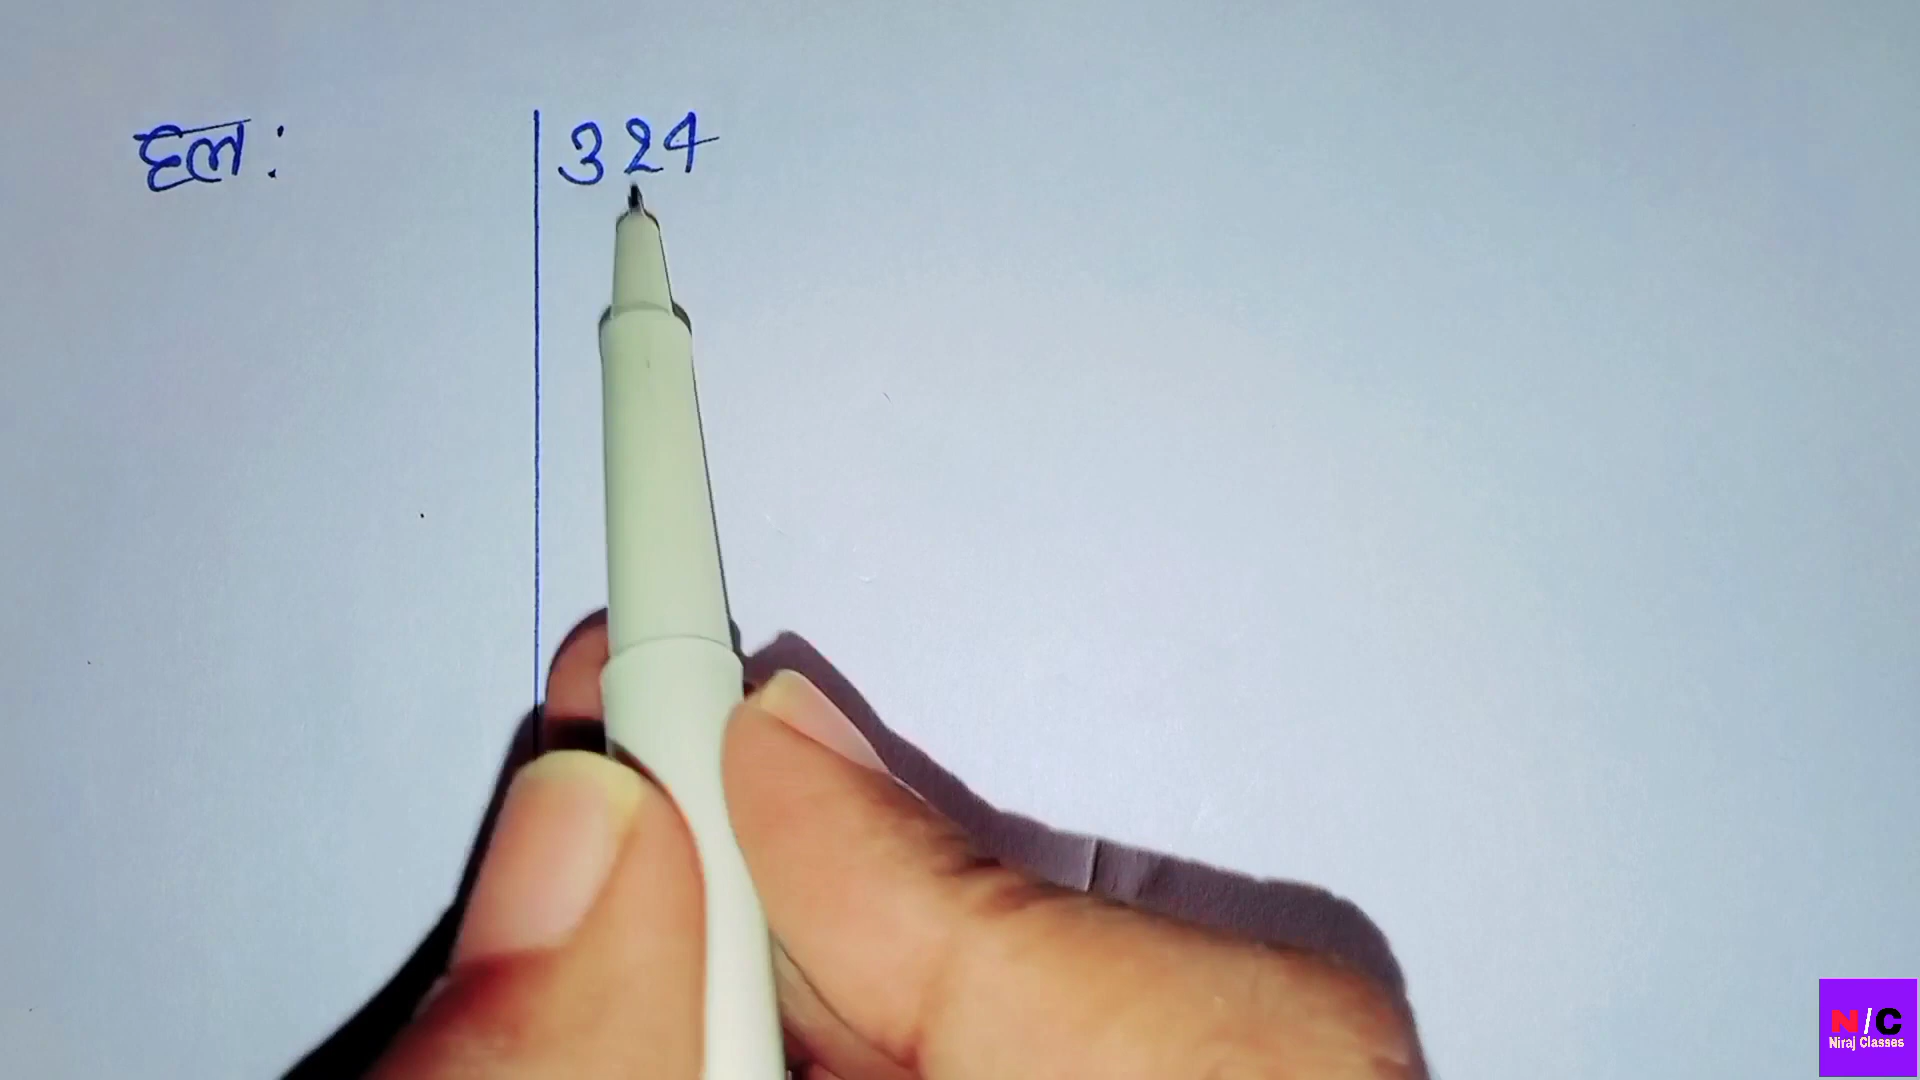 हल : 324
N/C
Niraj Classes